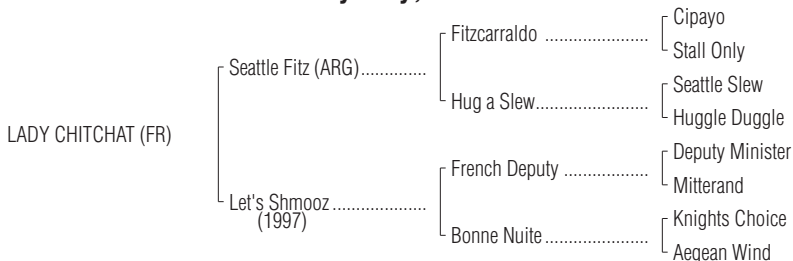 Cipayo
Fitzcarraldo ........................
Stall Only
Seattle Fitz (ARG)...............
Seattle Slew
Hug a Slew..........................
Huggle Duggle
LADY CHITCHAT (FR)
Deputy Minister
French Deputy ...................
Mitterand
Let's Shmooz .....................
(1997)
Knights Choice
Bonne Nuite........................
Aegean Wind